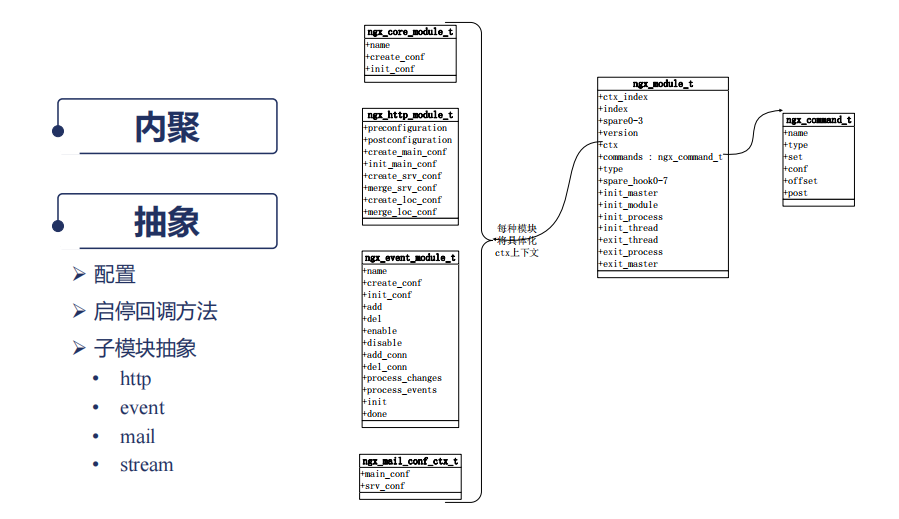 内聚
抽象
➢ 配置
➢ 启停回调方法
➢ 子模块抽象
• http
• event
• mail
• stream
ngx_core_module_t
+name
+create_conf
+init_conf
ngx_http_module_t
+preconfiguration
+postconfiguration
+create_main_conf
+init_main_conf
+create_srv_conf
+merge_srv_conf
+create_loc_conf
+merge_loc_conf
ngx_event_module_t
+name
+create_conf
+init_conf
+add
+del
+enable
+disable
+add_conn
+del_conn
+process_changes
+process_events
+init
+done
ngx_mail_conf_ctx_t
+main_conf
+srv_conf
每种模块
将具体化
ctx上下文
ngx_module_t
+ctx_index
+index
+spare0-3
+version
+ctx
+commands : ngx_command_t
+type
+spare_hook0-7
+init_master
+init_module
+init_process
+init_thread
+exit_thread
+exit_process
+exit_master
ngx_command_t
+name
+type
+set
+conf
+offset
+post